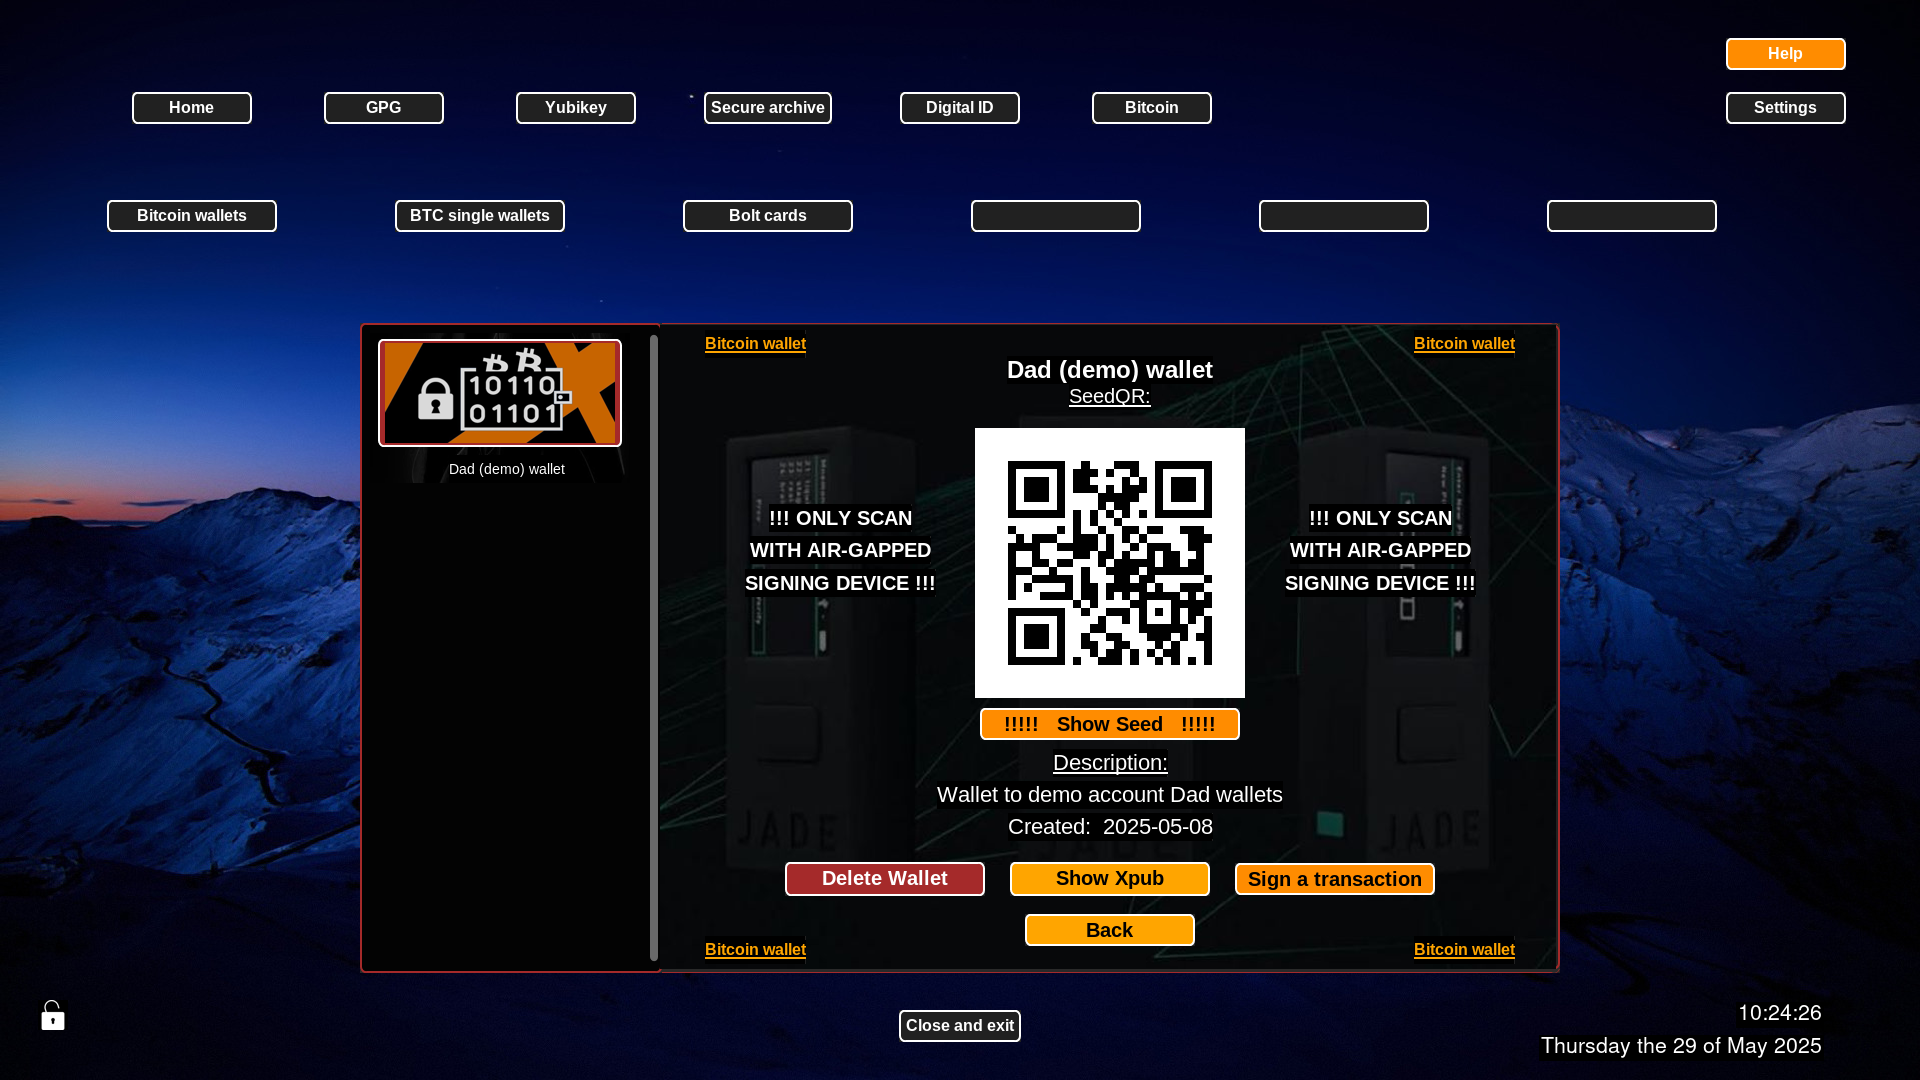 Help
Home
GPG
Yubikey
Secure archive
Digital ID
Bitcoin
Settings
Bitcoin wallets
BTC single wallets
Bolt cards
Bitcoin wallet
Bitcoin wallet
Dad (demo) wallet
SeedQR:
10110
01101
Dad (demo) wallet
!!! ONLY SCAN
WITH AIR-GAPPED
SIGNING DEVICE !!!
!!! ONLY SCAN
WITH AIR-GAPPED
SIGNING DEVICE !!!
!!!!! Show Seed !!!!!
Description:
Wallet to demo account Dad wallets
Created: 2025-05-08
JADE
JADE
JADE
Delete Wallet
Show Xpub
Sign a transaction
Back
Bitcoin wallet
Bitcoin wallet
Close and exit
10:24:26
Thursday the 29 of May 2025